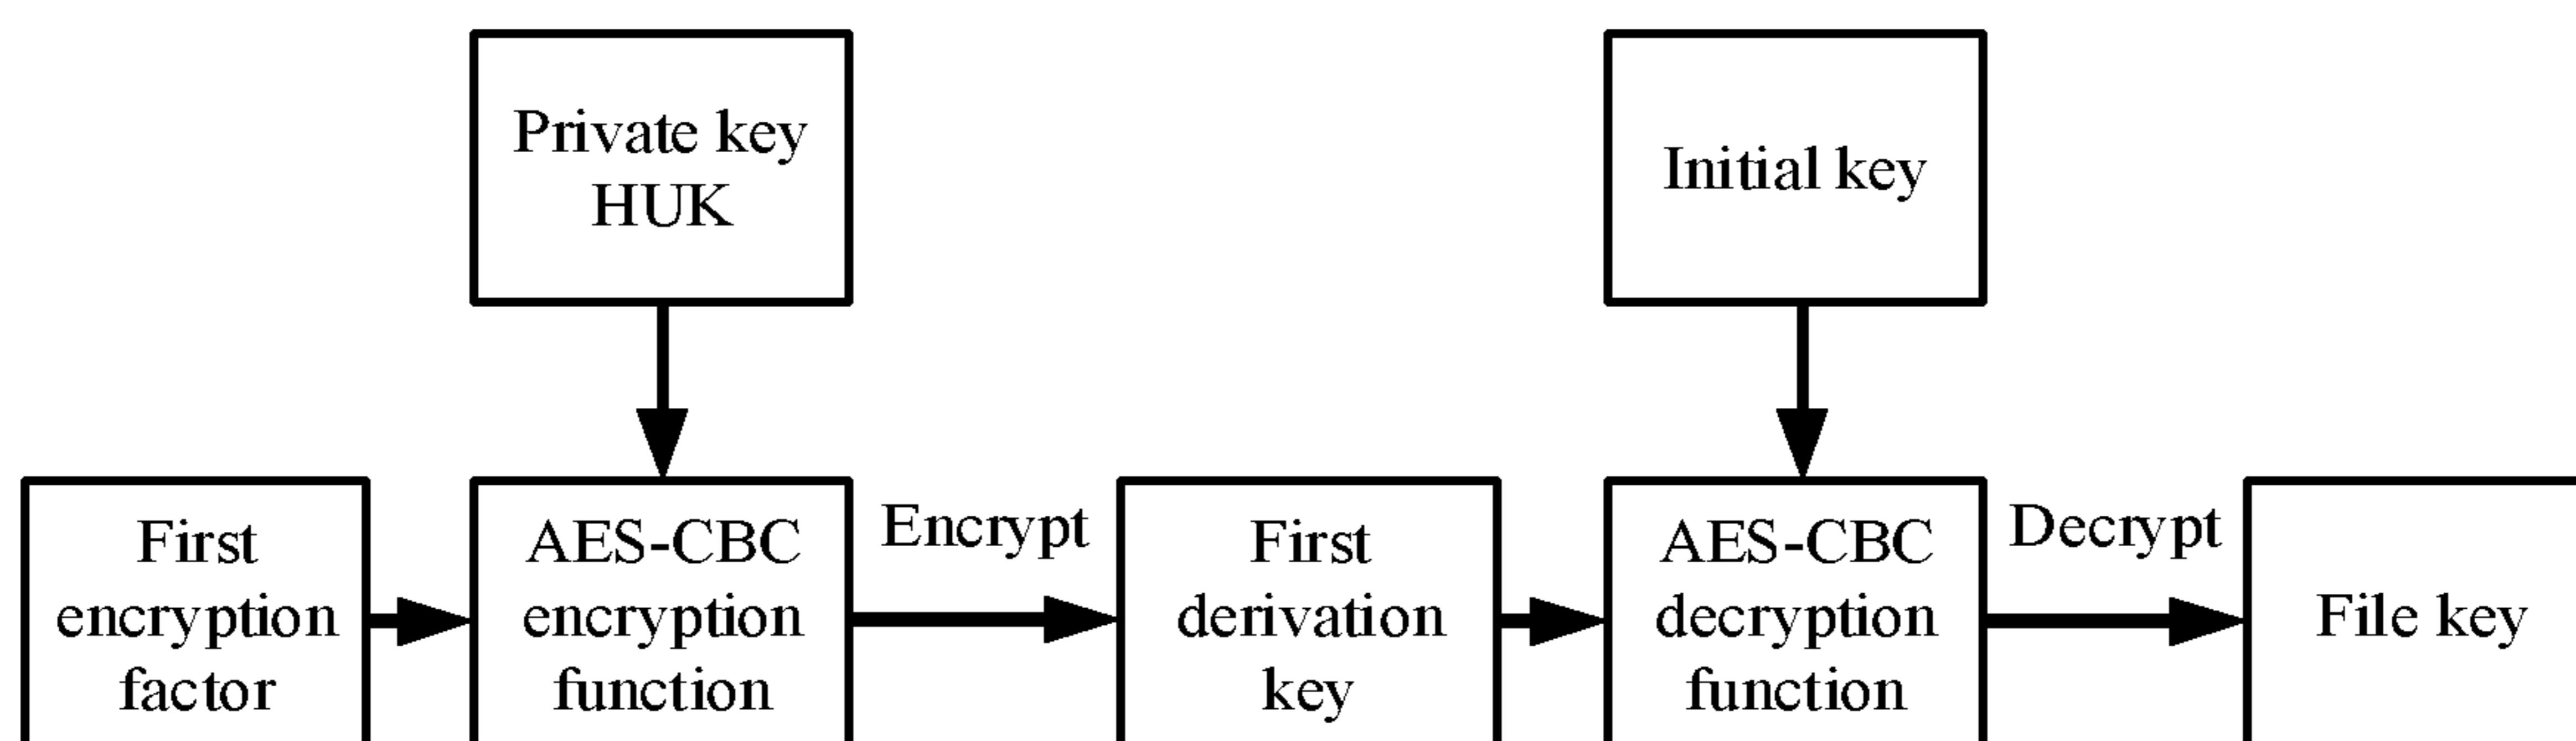 Private key
HUK
Initial key
First
encryption
factor
AES-CBC
encryption
function
Encrypt
First
derivation
key
AES-CBC
decryption
function
Decrypt
File key